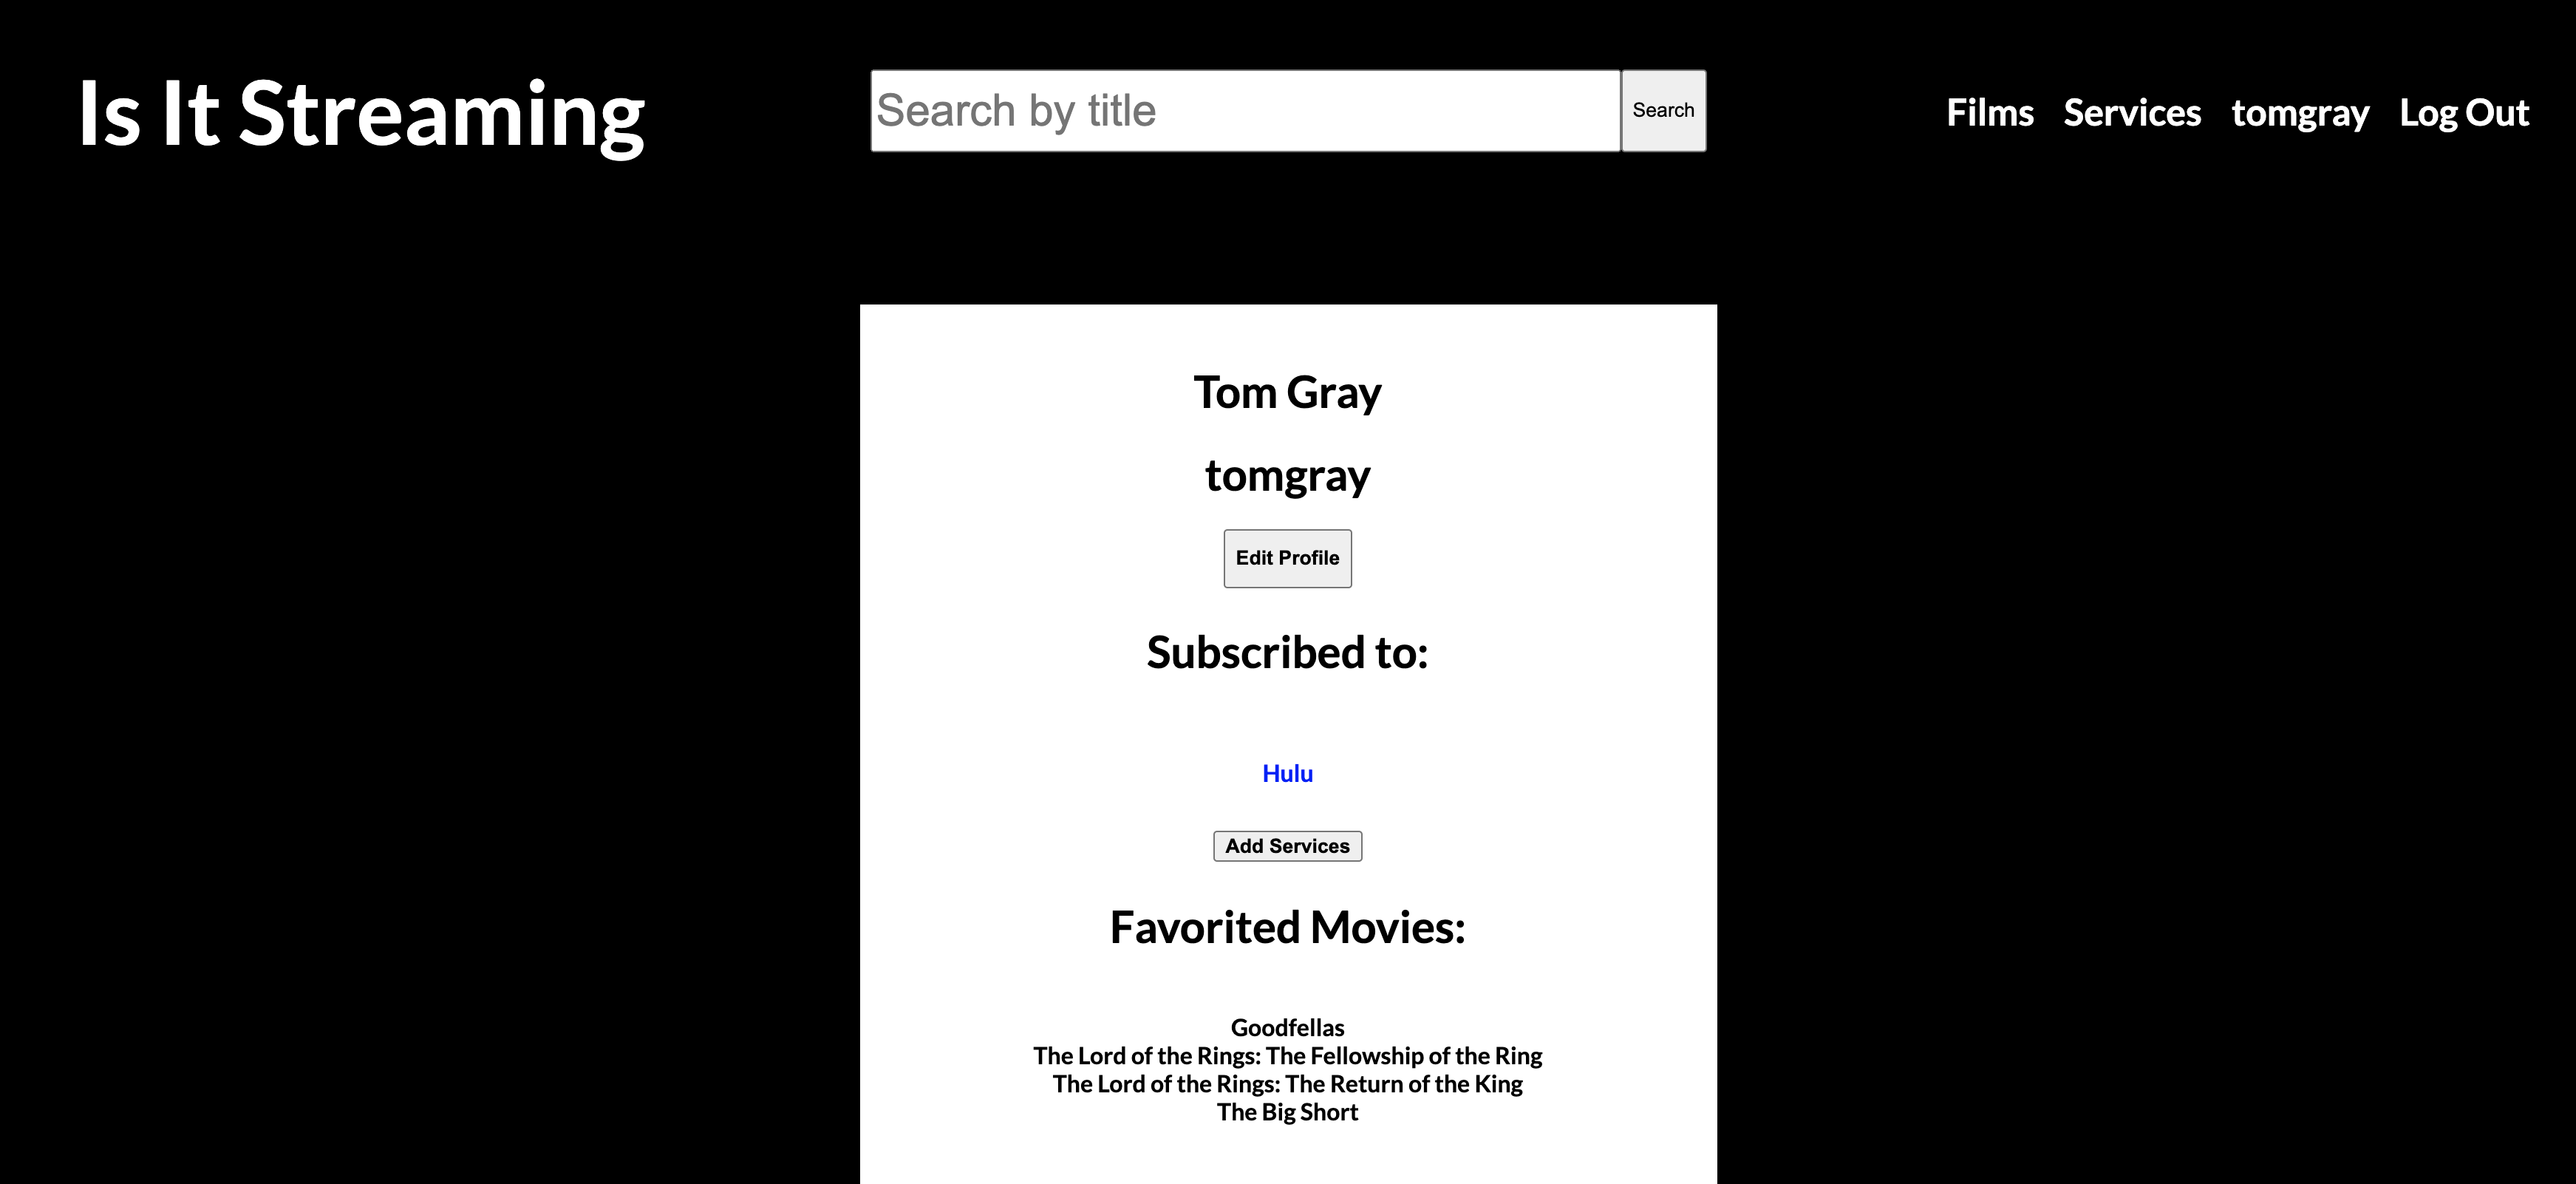 Is It Streaming
Search by title
Search
Films Services tomgray Log Out
Tom Gray
tomgray
Edit Profile
Subscribed to:
Hulu
Add Services
Favorited Movies:
Goodfellas
The Lord of the Rings: The Fellowship of the Ring
The Lord of the Rings: The Return of the King
The Big Short